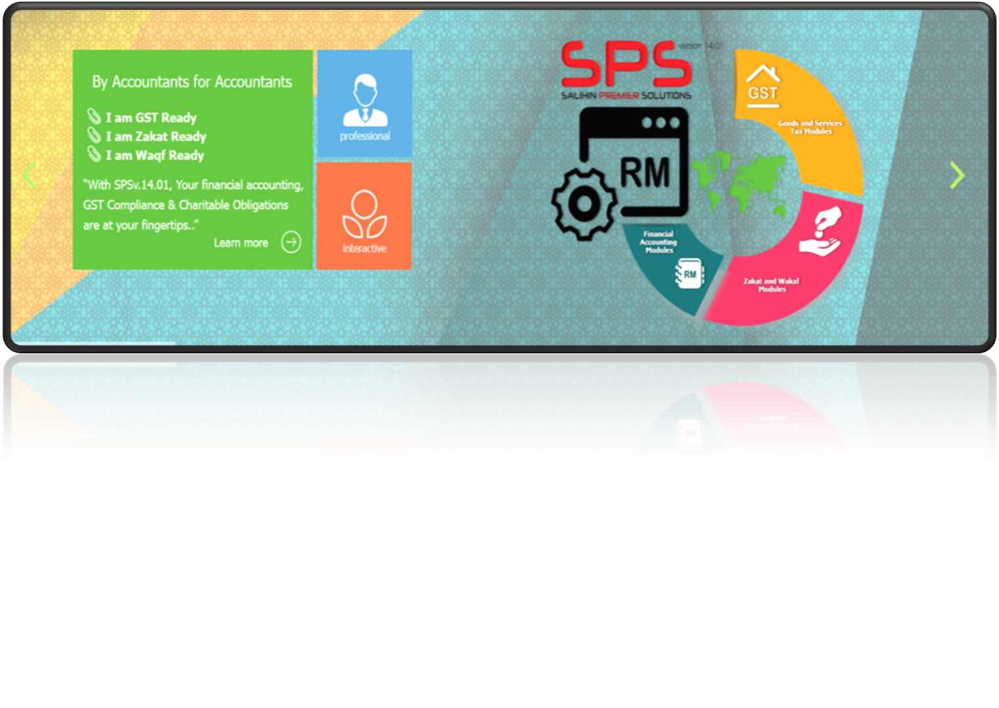 By Accountants for Accountants
I am GST Ready
I am Zakat Ready
I am Waqf Ready
“With SPSv.14.01, Your financial accounting,
GST Compliance & Charitable Obligations
are at your fingertips..”
Learn more
professional
interactive
version 14.01
SPS
SALIHIN PREMIER SOLUTIONS
RM
GST
Goods and Services
Tax Modules
Financial
Accounting
Modules
RM
Zakat and Wakaf
Modules